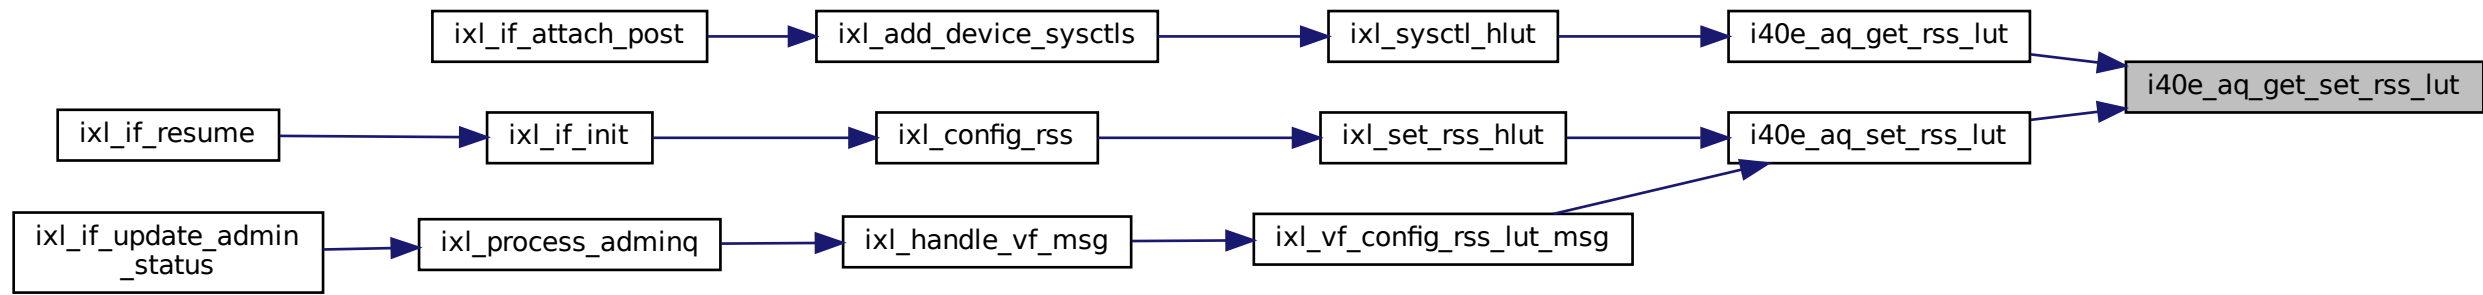 ixl_if_attach_post
ixl_add_device_sysctls
ixl_sysctl_hlut
i40e_aq_get_rss_lut
i40e_aq_get_set_rss_lut
ixl_if_resume
ixl_if_init
ixl_config_rss
ixl_set_rss_hlut
i40e_aq_set_rss_lut
ixl_if_update_admin
_status
ixl_process_adminq
ixl_handle_vf_msg
ixl_vf_config_rss_lut_msg